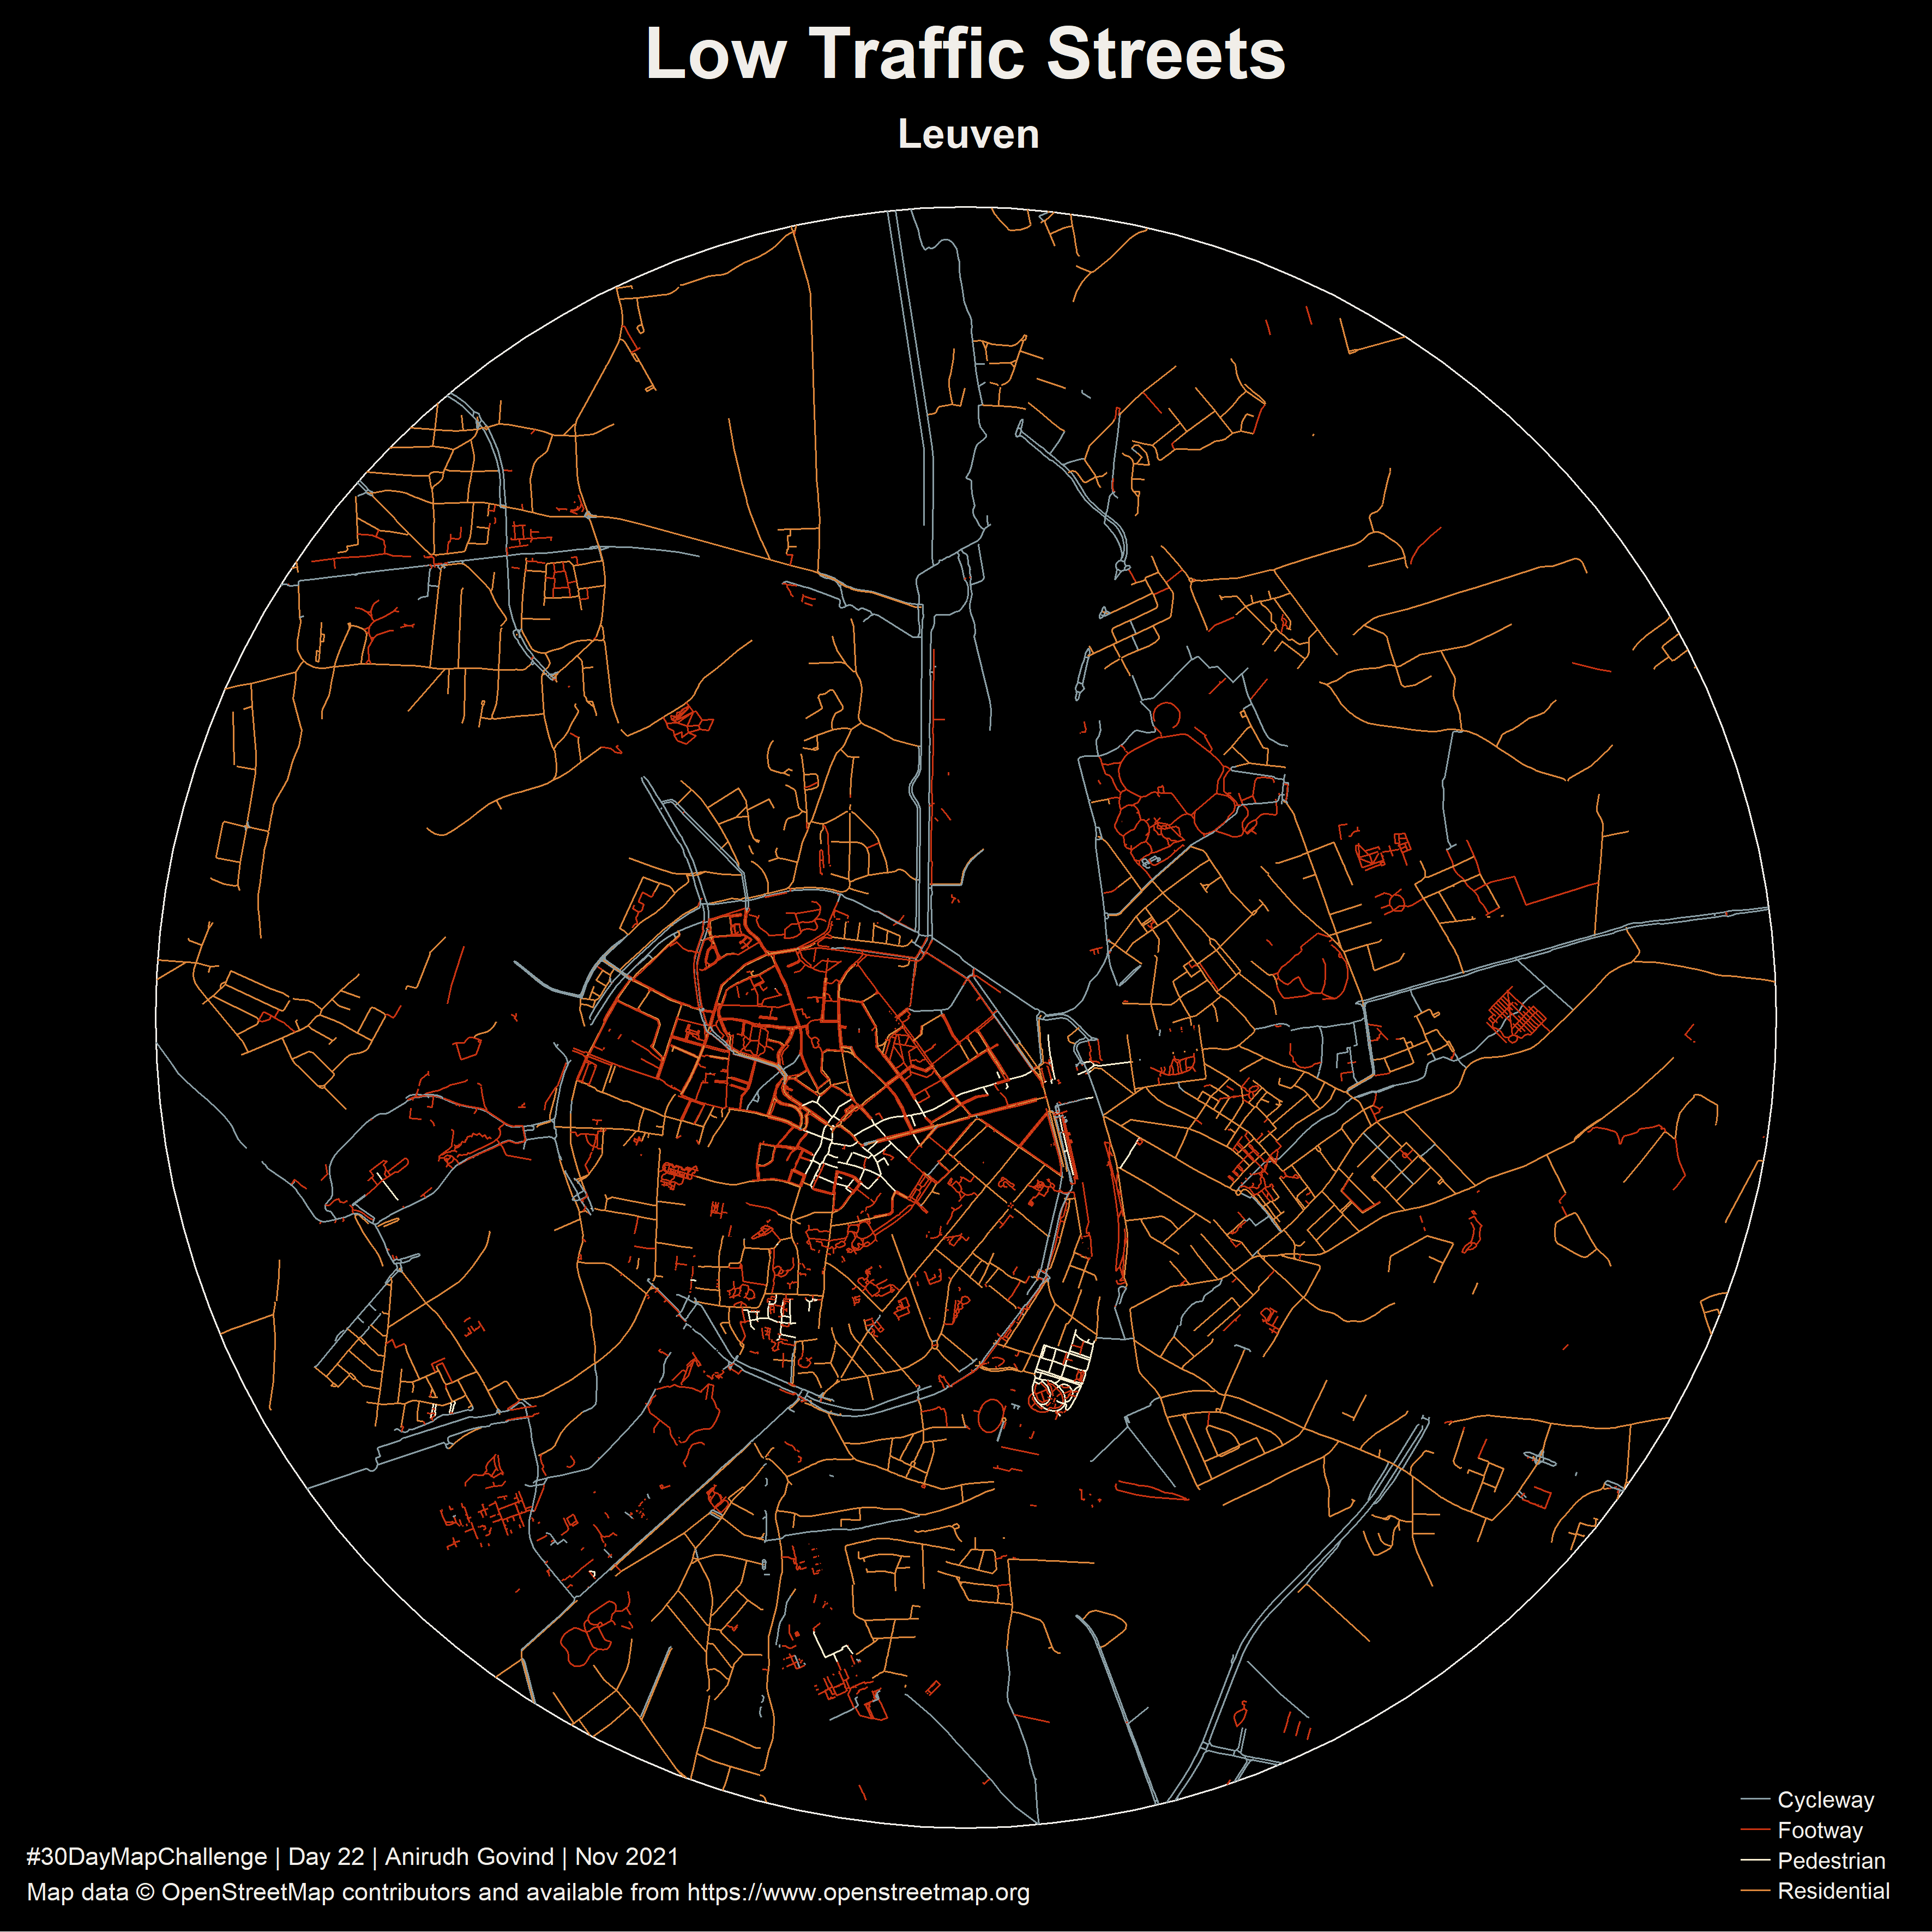 Low Traffic Streets
Leuven
Cycleway
Footway
Pedestrian
Residential
#30DayMapChallenge | Day 22 | Anirudh Govind | Nov 2021
Map data © OpenStreetMap contributors and available from https://www.openstreetmap.org